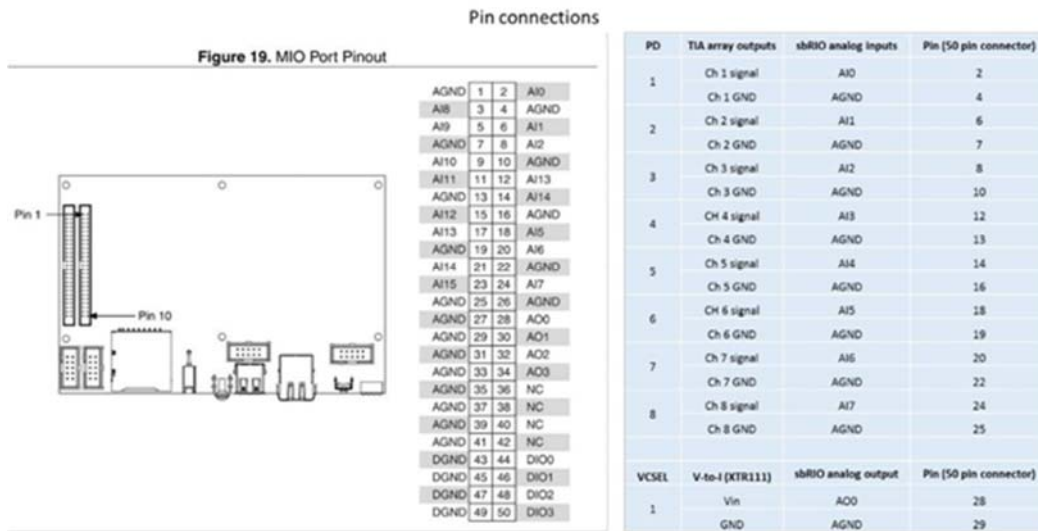 Pin connections
Figure 19. MIO Port Pinout
AGND 1 2 AI0
AI8 3 4 AGND
AI9 5 6 AI1
AGND 7 8 AI2
AI10 9 10 AGND
AI11 11 12 AI13
AGND 13 14 AI14
AI12 15 16 AGND
AI13 17 18 AI5
AGND 19 20 AI6
AI14 21 22 AGND
AI15 23 24 AI7
AGND 25 26 AGND
AGND 27 28 AO0
AGND 29 30 AO1
AGND 31 32 AO2
AGND 33 34 AO3
AGND 35 36 NC
AGND 37 38 NC
AGND 39 40 NC
AGND 41 42 NC
DGND 43 44 DIO0
DGND 45 46 DIO1
DGND 47 48 DIO2
DGND 49 50 DIO3
Pin 1
Pin 10
PD TIA array outputs sbRIO analog inputs Pin (50 pin connector)
1 Ch 1 signal AI0 2
Ch 1 GND AGND 4
2 Ch 2 signal AI1 6
Ch 2 GND AGND 7
3 Ch 3 signal AI2 8
Ch 3 GND AGND 10
4 CH 4 signal AI3 12
Ch 4 GND AGND 13
5 Ch 5 signal AI4 14
Ch 5 GND AGND 16
6 CH 6 signal AI5 18
Ch 6 GND AGND 19
7 Ch 7 signal AI6 20
Ch 7 GND AGND 22
8 Ch 8 signal AI7 24
Ch 8 GND AGND 25
VCSEL V-to-I (XTR111) sbRIO analog output Pin (50 pin connector)
1 Vin AO0 28
GND AGND 29